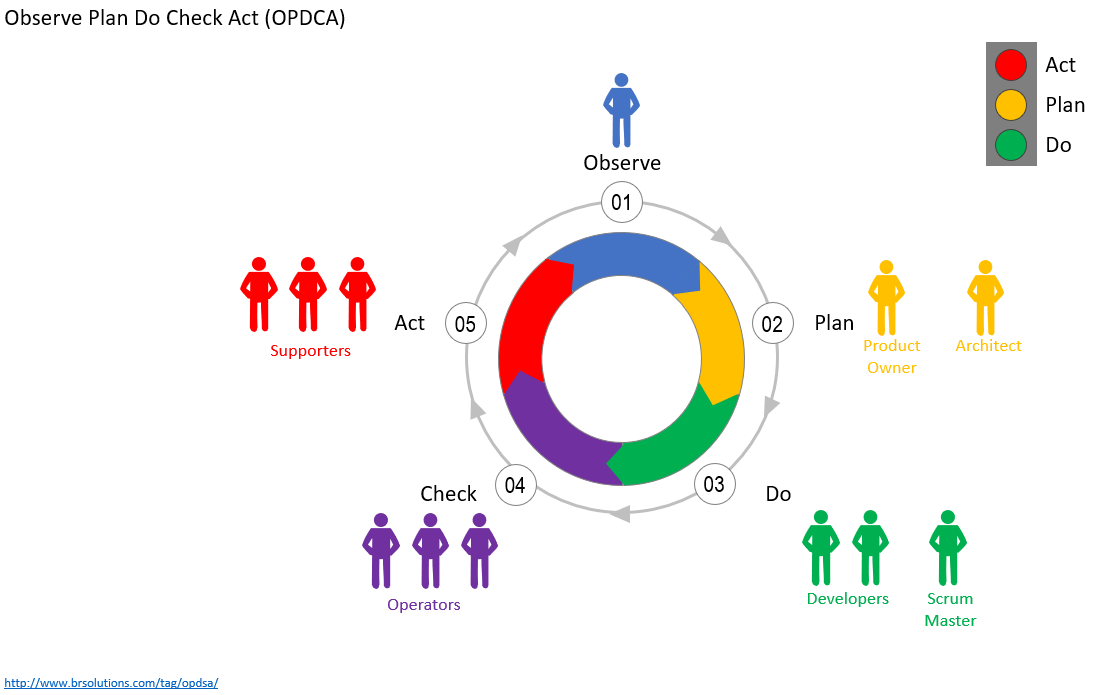 Observe Plan Do Check Act (OPDCA)
Act
Plan
Do
Observe
01
Act
05
02
Plan
Supporters
Product
Owner
Architect
Check
04
03
Do
Operators
Developers
Scrum
Master
http://www.brsolutions.com/tag/opdsa/